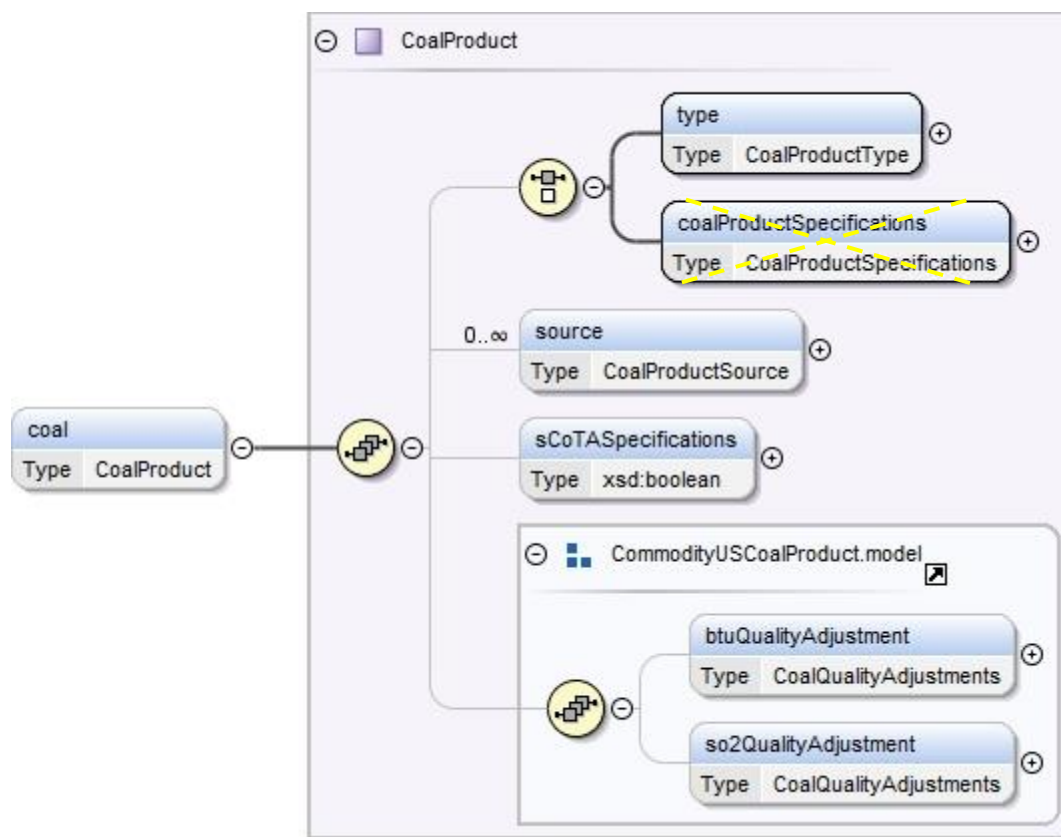 CoalProduct
type
Type CoalProductType
coalProductSpecifications
Type CoalProductSpecifications
0..∞
source
Type CoalProductSource
coal
Type CoalProduct
sCoTASpecifications
Type xsd:boolean
CommodityUSCoalProduct.model
btuQualityAdjustment
Type CoalQualityAdjustments
so2QualityAdjustment
Type CoalQualityAdjustments